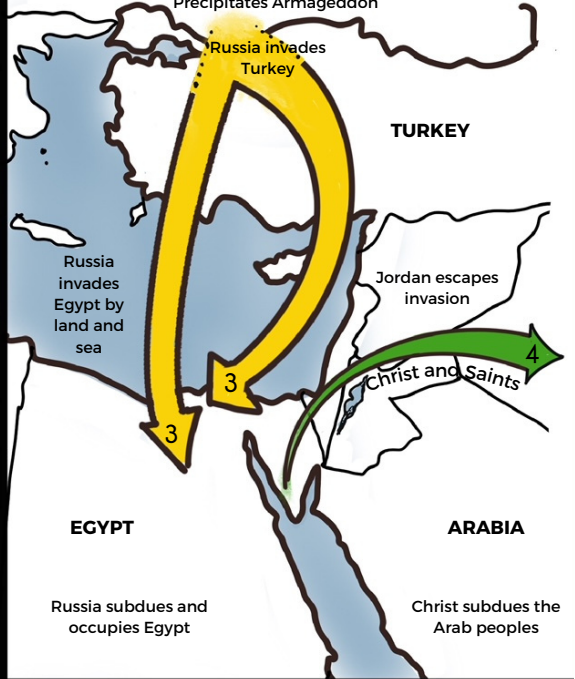 Precipitates Armageddon
Russia invades
Turkey
TURKEY
Russia
invades
Egypt by
land and
sea
Jordan escapes
invasion
4
Christ and Saints
3
3
EGYPT
ARABIA
Russia subdues and
occupies Egypt
Christ subdues the
Arab peoples